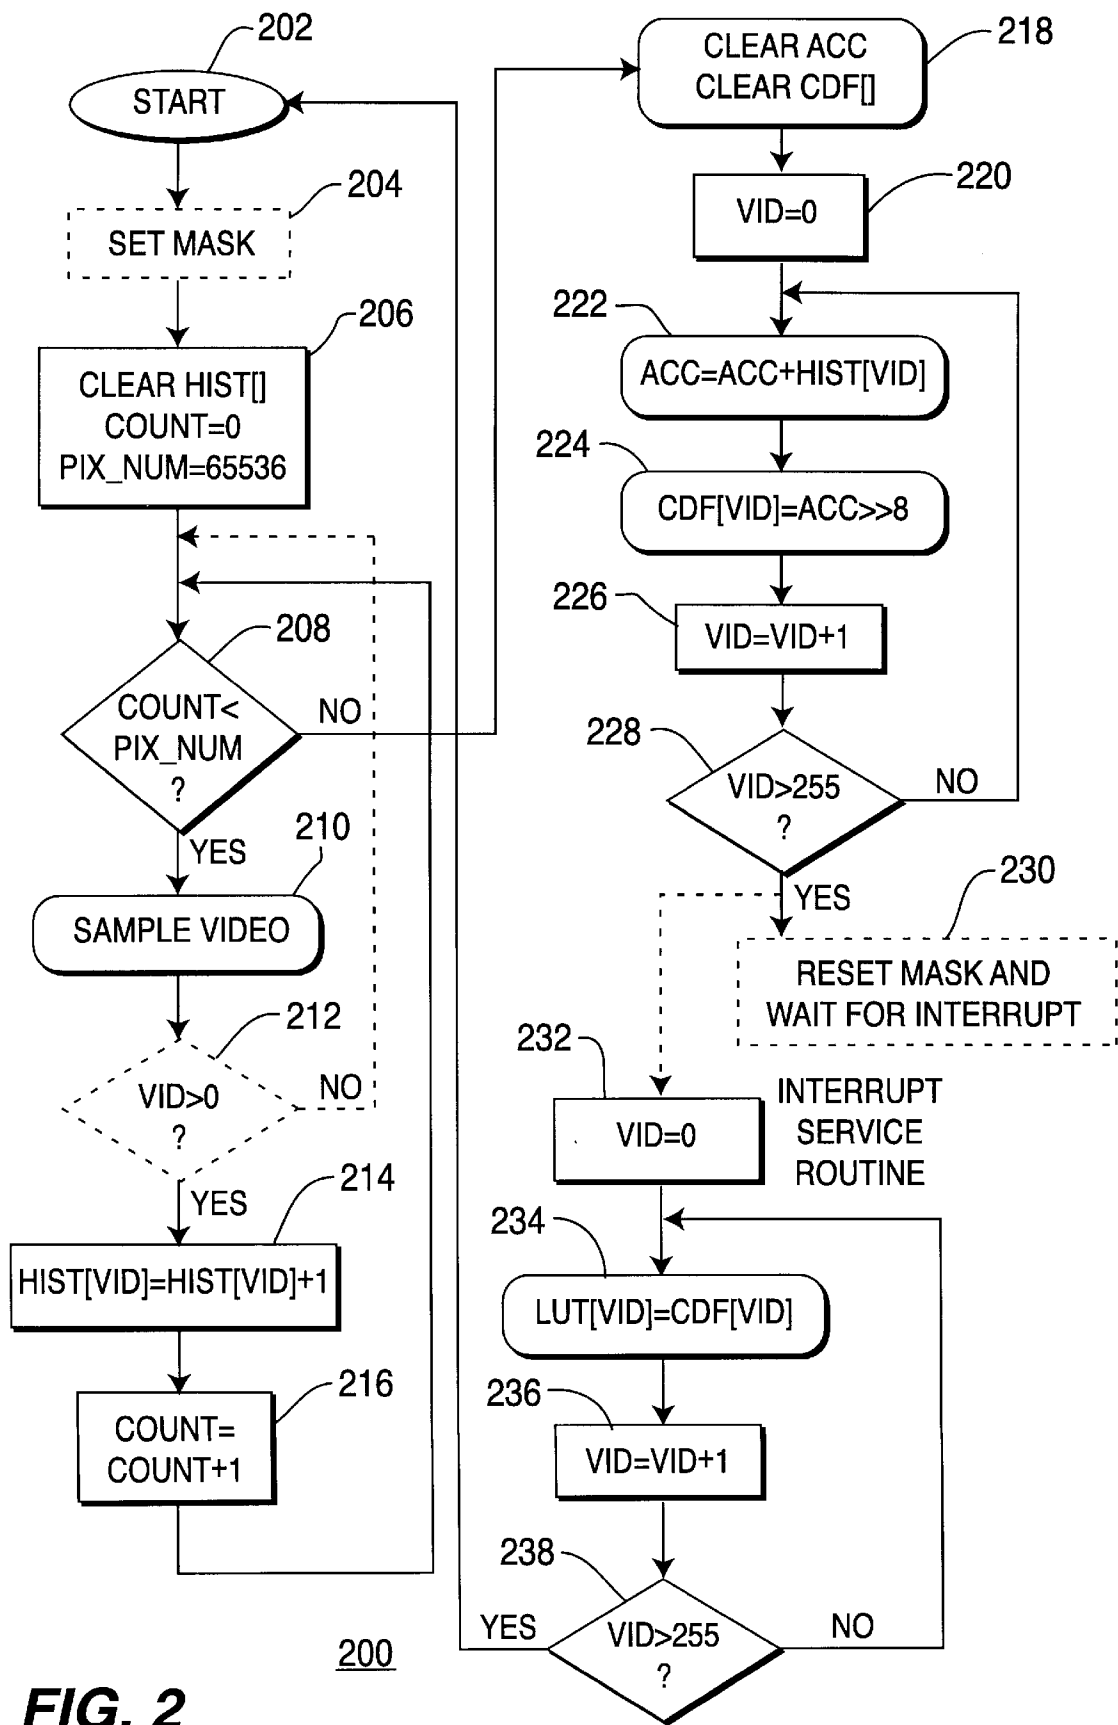 202
START
204
SET MASK
206
CLEAR HIST[]
COUNT=0
PIX_NUM=65536
208
COUNT<
PIX_NUM
?
NO
YES
210
SAMPLE VIDEO
212
VID>0
?
NO
YES
214
HIST[VID]=HIST[VID]+1
216
COUNT=
COUNT+1
218
CLEAR ACC
CLEAR CDF[]
220
VID=0
222
ACC=ACC+HIST[VID]
224
CDF[VID]=ACC>>8
226
VID=VID+1
228
VID>255
?
NO
YES
230
RESET MASK AND
WAIT FOR INTERRUPT
232
VID=0
INTERRUPT
SERVICE
ROUTINE
234
LUT[VID]=CDF[VID]
236
VID=VID+1
238
VID>255
?
YES
NO
200
FIG. 2